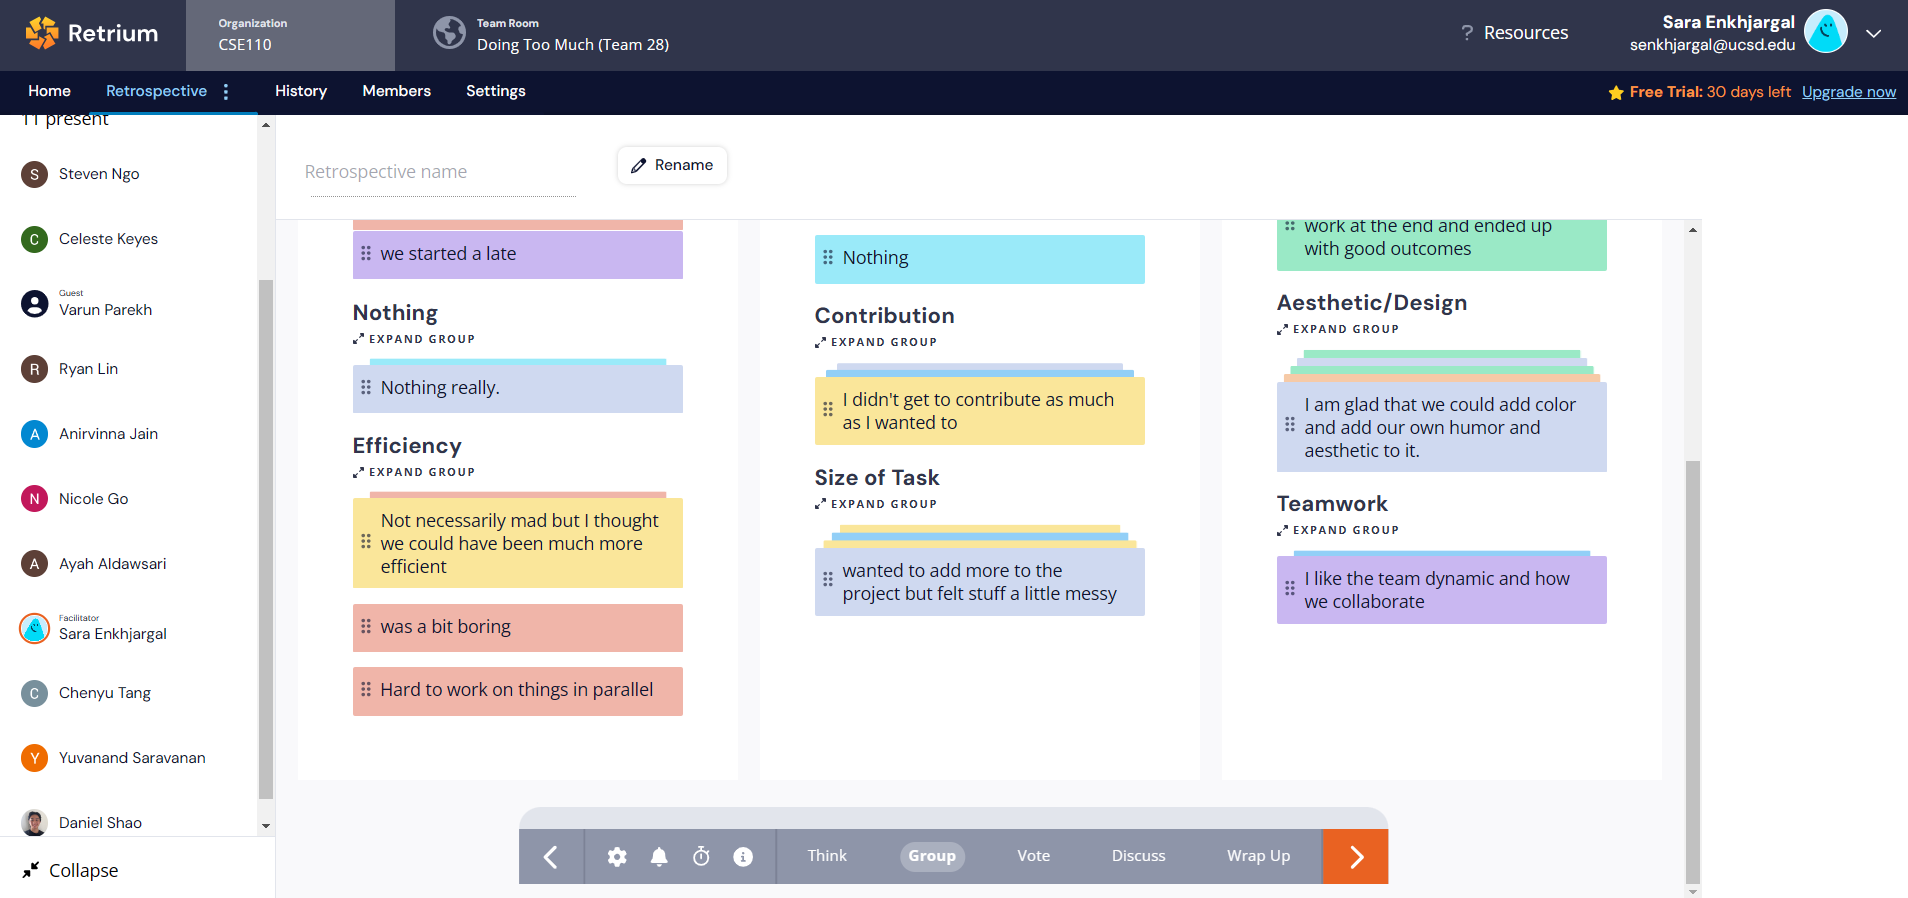 Retrium
Organization
CSE110
Team Room
Doing Too Much (Team 28)
? Resources
Sara Enkhjargal
senkhjargal@ucsd.edu
Home
Retrospective
History
Members
Settings
Free Trial: 30 days left
Upgrade now
11 present
S
Steven Ngo
C
Celeste Keyes
Guest
Varun Parekh
R
Ryan Lin
A
Anirvinna Jain
N
Nicole Go
A
Ayah Aldawsari
Facilitator
Sara Enkhjargal
C
Chenyu Tang
Y
Yuvanand Saravanan
Daniel Shao
Collapse
Retrospective name
Rename
we started a late
Nothing
EXPAND GROUP
Nothing really.
Efficiency
EXPAND GROUP
Not necessarily mad but I thought
we could have been much more
efficient
was a bit boring
Hard to work on things in parallel
Nothing
Contribution
EXPAND GROUP
I didn't get to contribute as much
as I wanted to
Size of Task
EXPAND GROUP
wanted to add more to the
project but felt stuff a little messy
work at the end and ended up
with good outcomes
Aesthetic/Design
EXPAND GROUP
I am glad that we could add color
and add our own humor and
aesthetic to it.
Teamwork
EXPAND GROUP
I like the team dynamic and how
we collaborate
Think
Group
Vote
Discuss
Wrap Up